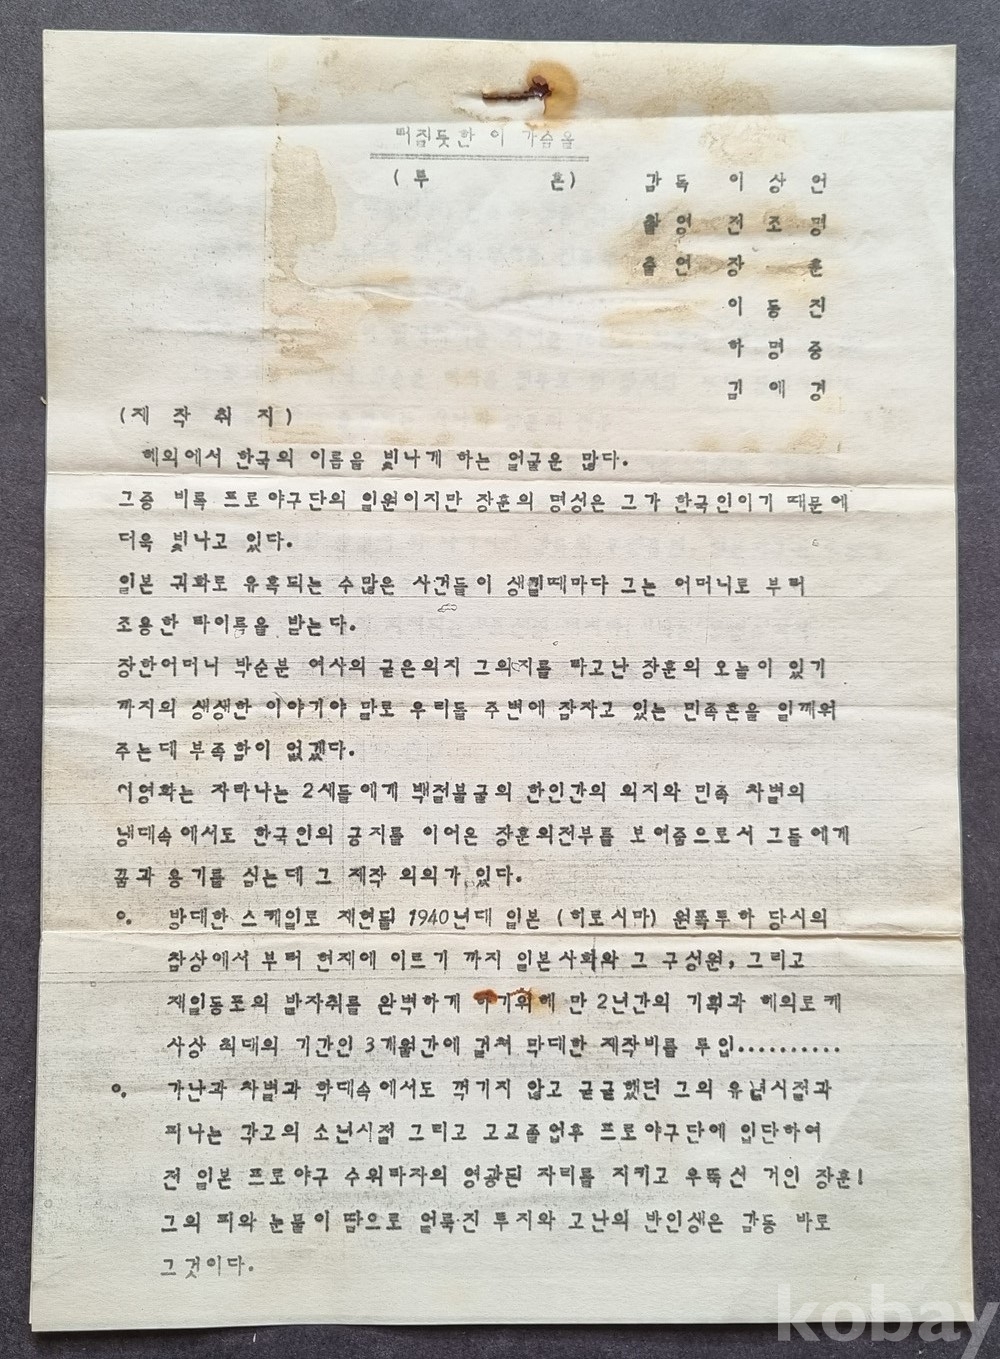 터질듯한 이 가슴을
(투 혼)
감독 이상언
촬영 전조명
출연 장 훈
이동진
하명중
김애경
(제 작 취 지)
해외에서 한국의 이름을 빛나게 하는 얼굴은 많다.
그중 비록 프로야구단의 일원이지만 장훈의 명성은 그가 한국인이기 때문에
더욱 빛나고 있다.
일본 귀화로 유혹되는 수많은 사건들이 생길때마다 그는 어머니로 부터
조용한 타이름을 받는다.
장한어머니 박순분 여사의 굳은의지 그의지를 타고난 장훈의 오늘이 있기
까지의 생생한 이야기야 말로 우리들 주변에 잠자고 있는 민족혼을 일깨워
주는데 부족함이 없겠다.
이영화는 자라나는 2세들에게 백절불굴의 한인간의 의지와 민족 차별의
냉대속에서도 한국인의 긍지를 이어온 장훈의전부를 보여줌으로서 그들에게
꿈과 용기를 심는데 그 제작 의의가 있다.
o. 방대한 스케일로 재현될 1940년대 일본 (히로시마) 원폭투하 당시의
참상에서 부터 현재에 이르기 까지 일본사회와 그 구성원, 그리고
재일동포의 발자취를 완벽하게 하기위해 만 2년간의 기획과 해외로케
사상 최대의 기간인 3개월간에 걸쳐 막대한 제작비를 투입..........
o. 가난과 차별과 학대속에서도 꺾기지 않고 굳굳했던 그의 유년시절과
피나는 각고의 소년시절 그리고 고교졸업후 프로야구단에 입단하여
전 일본 프로야구 수위타자의 영광된 자리를 지키고 우뚝선 거인 장훈!
그의 피와 눈물이 땀으로 얼룩진 투지와 고난의 반인생은 감동 바로
그것이다.
kobay